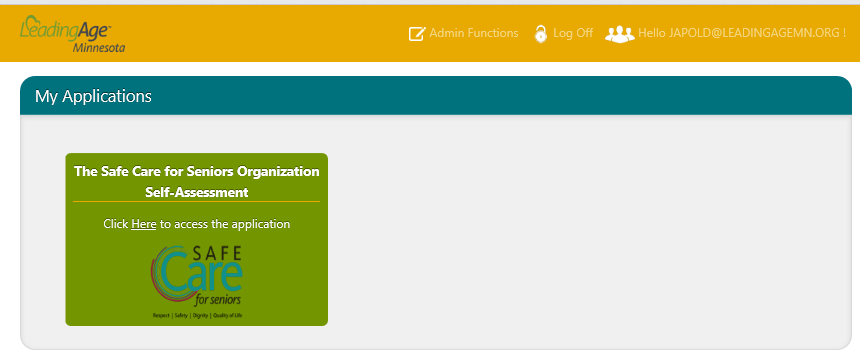 LeadingAge™
Minnesota
Admin Functions
Log Off
Hello JAPOLD@LEADINGAGEMN.ORG !
My Applications
The Safe Care for Seniors Organization
Self-Assessment
Click Here to access the application
SAFE
Care
for seniors
Respect | Safety | Dignity | Quality of Life